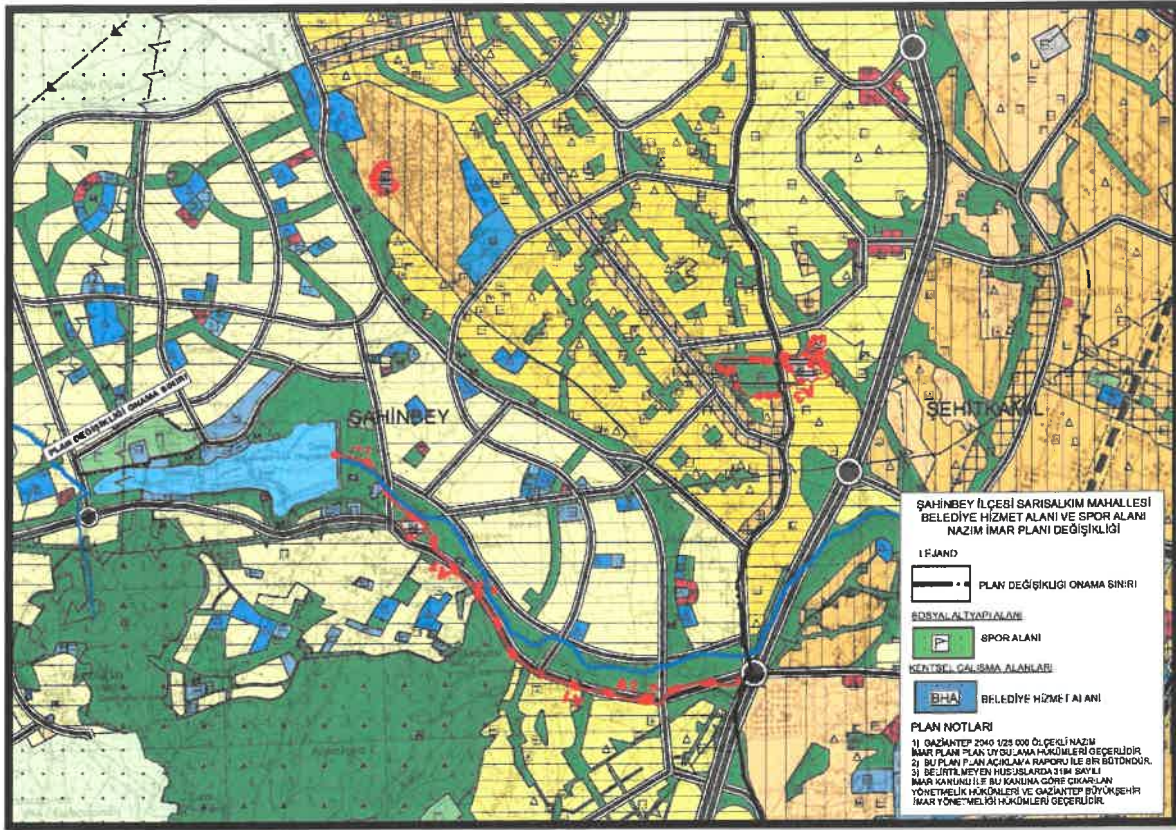 PLAN DEĞİŞİKLİĞİ ONAMA SINIRI
ŞAHİNBEY
ŞEHİTKAMİL
ŞAHİNBEY İLÇESİ SARISALKIM MAHALLESİ
BELEDİYE HİZMET ALANI VE SPOR ALANI
NAZIM İMAR PLANI DEĞİŞİKLİĞİ
LEJAND
PLAN DEĞİŞİKLİĞİ ONAMA SINIRI
SOSYAL ALTYAPI ALANI
SPOR ALANI
KENTSEL ÇALIŞMA ALANLARI
BHA
BELEDİYE HİZMET ALANI
PLAN NOTLARI
1) GAZİANTEP 2040 1/25 000 ÖLÇEKLİ NAZIM
İMAR PLANI PLAN UYGULAMA HÜKÜMLERİ GEÇERLİDİR.
2) BU PLAN PLAN AÇIKLAMA RAPORU İLE BİR BÜTÜNDÜR.
3) BELİRTİLMEYEN HUSUSLARDA 3194 SAYILI
İMAR KANUNU İLE BU KANUNA GÖRE ÇIKARILAN
YÖNETMELİK HÜKÜMLERİ VE GAZİANTEP BÜYÜKŞEHİR
İMAR YÖNETMELİĞİ HÜKÜMLERİ GEÇERLİDİR.